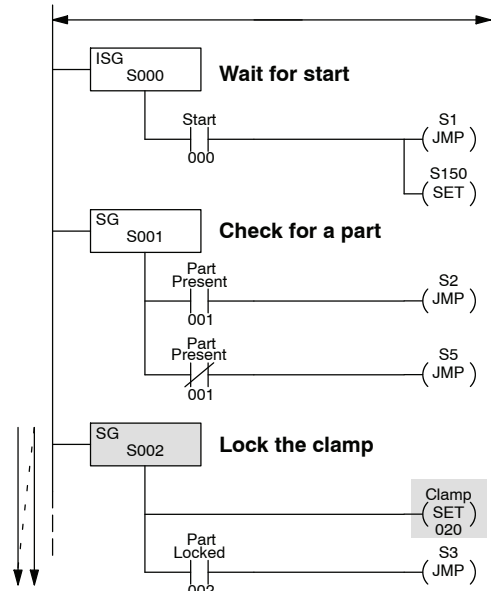 ISG
S000
Wait for start
Start
000
S1
JMP
S150
SET
SG
S001
Check for a part
Part
Present
001
S2
JMP
Part
Present
001
S5
JMP
SG
S002
Lock the clamp
Clamp
SET
020
Part
Locked
002
S3
JMP